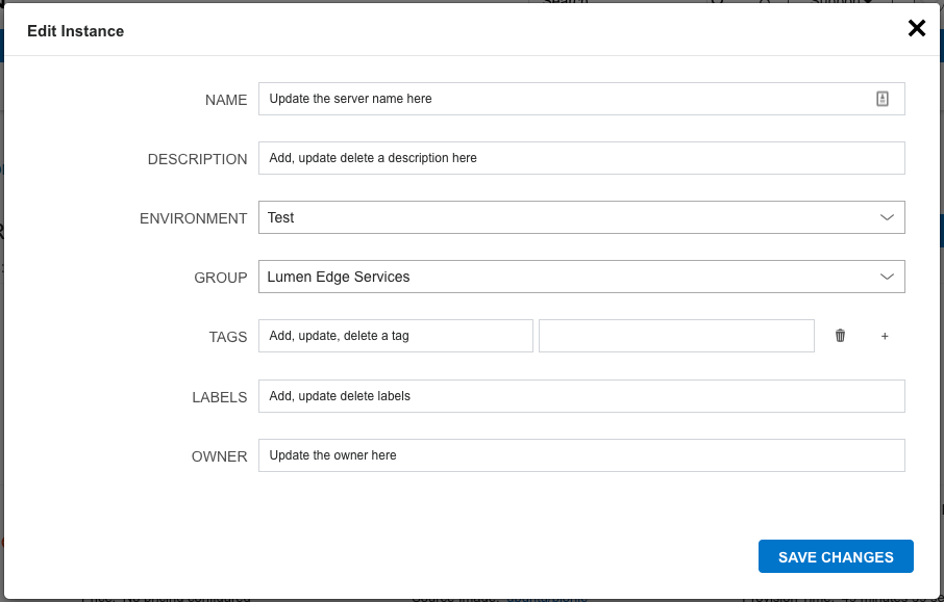 Edit Instance
NAME Update the server name here
DESCRIPTION Add, update delete a description here
ENVIRONMENT Test
GROUP Lumen Edge Services
TAGS Add, update, delete a tag +
LABELS Add, update delete labels
OWNER Update the owner here
SAVE CHANGES